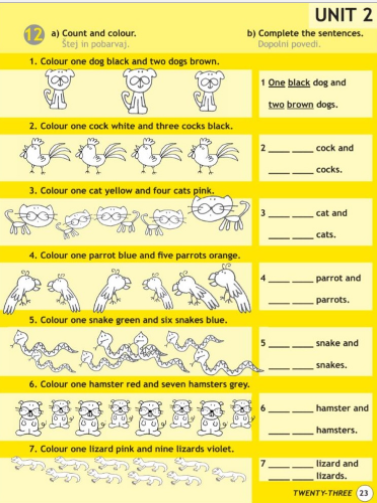 UNIT 2
12 a) Count and colour.
Štej in pobarvaj.
b) Complete the sentences.
Dopolni povedi.
1. Colour one dog black and two dogs brown.
1 One black dog and
two brown dogs.
2. Colour one cock white and three cocks black.
2 ____ ____ cock and
____ ____ cocks.
3. Colour one cat yellow and four cats pink.
3 ____ ____ cat and
____ ____ cats.
4. Colour one parrot blue and five parrots orange.
4 ____ ____ parrot and
____ ____ parrots.
5. Colour one snake green and six snakes blue.
5 ____ ____ snake and
____ ____ snakes.
6. Colour one hamster red and seven hamsters grey.
6 ____ ____ hamster and
____ ____ hamsters.
7. Colour one lizard pink and nine lizards violet.
7 ____ ____ lizard and
____ ____ lizards.
TWENTY-THREE 23